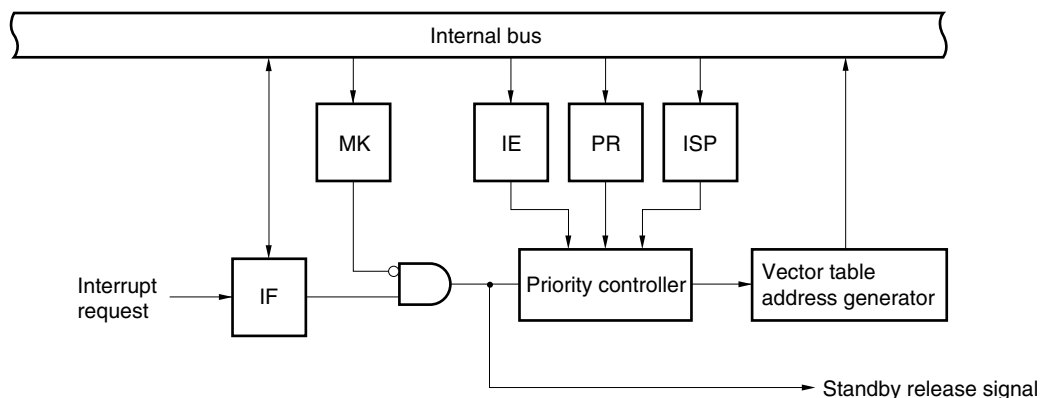 Internal bus
MK
IE
PR
ISP
Interrupt
request
IF
Priority controller
Vector table
address generator
Standby release signal